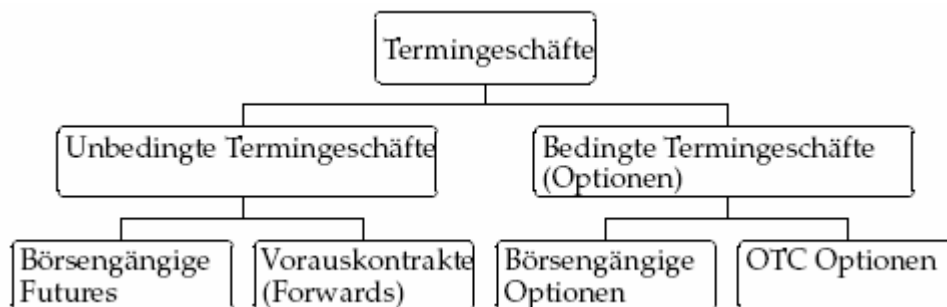 Termingeschäfte
Unbedingte Termingeschäfte
Bedingte Termingeschäfte
(Optionen)
Börsengängige
Futures
Vorauskontrakte
(Forwards)
Börsengängige
Optionen
OTC Optionen